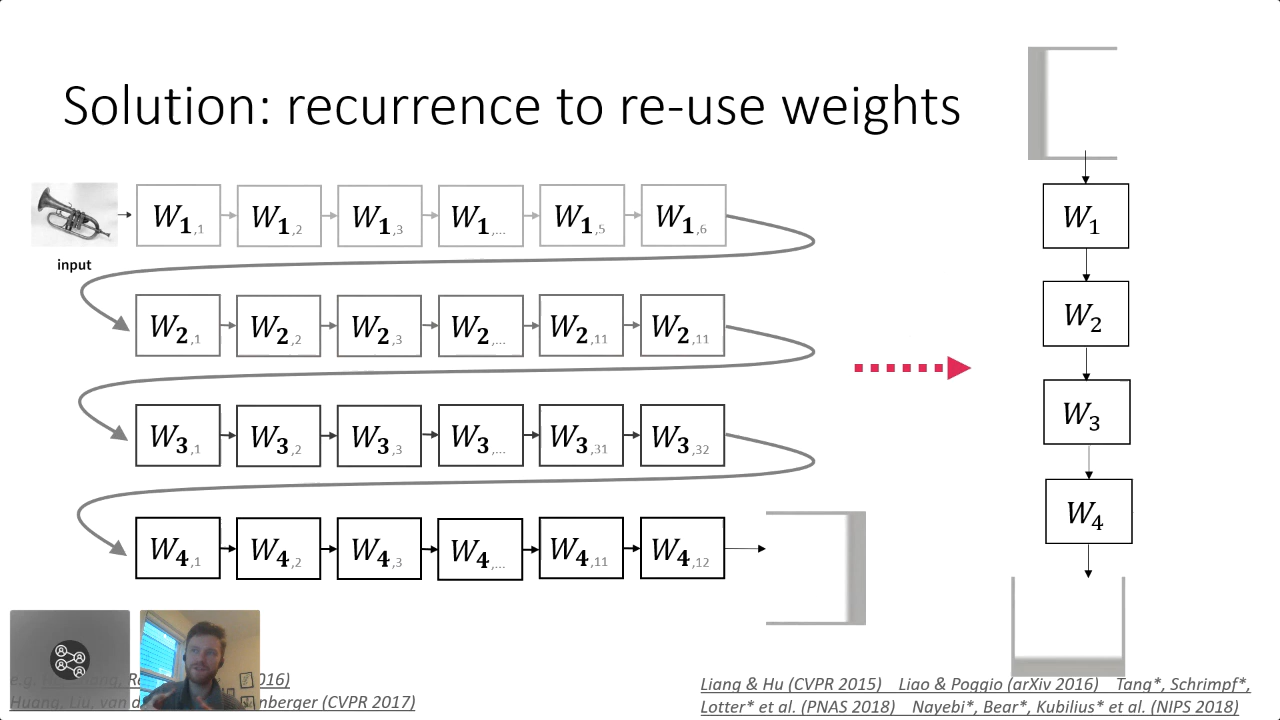 Solution: recurrence to re-use weights
W1,1 W1,2 W1,3 W1,... W1,5 W1,6
input
W2,1 W2,2 W2,3 W2,... W2,11 W2,11
W3,1 W3,2 W3,3 W3,... W3,31 W3,32
W4,1 W4,2 W4,3 W4,... W4,11 W4,12
W1
W2
W3
W4
016)
Huang, Liu, van (CVPR 2017)
Liang & Hu (CVPR 2015) Liao & Poggio (arXiv 2016) Tang*, Schrimpf*,
Lotter* et al. (PNAS 2018) Nayebi*, Bear*, Kubilius* et al. (NIPS 2018)